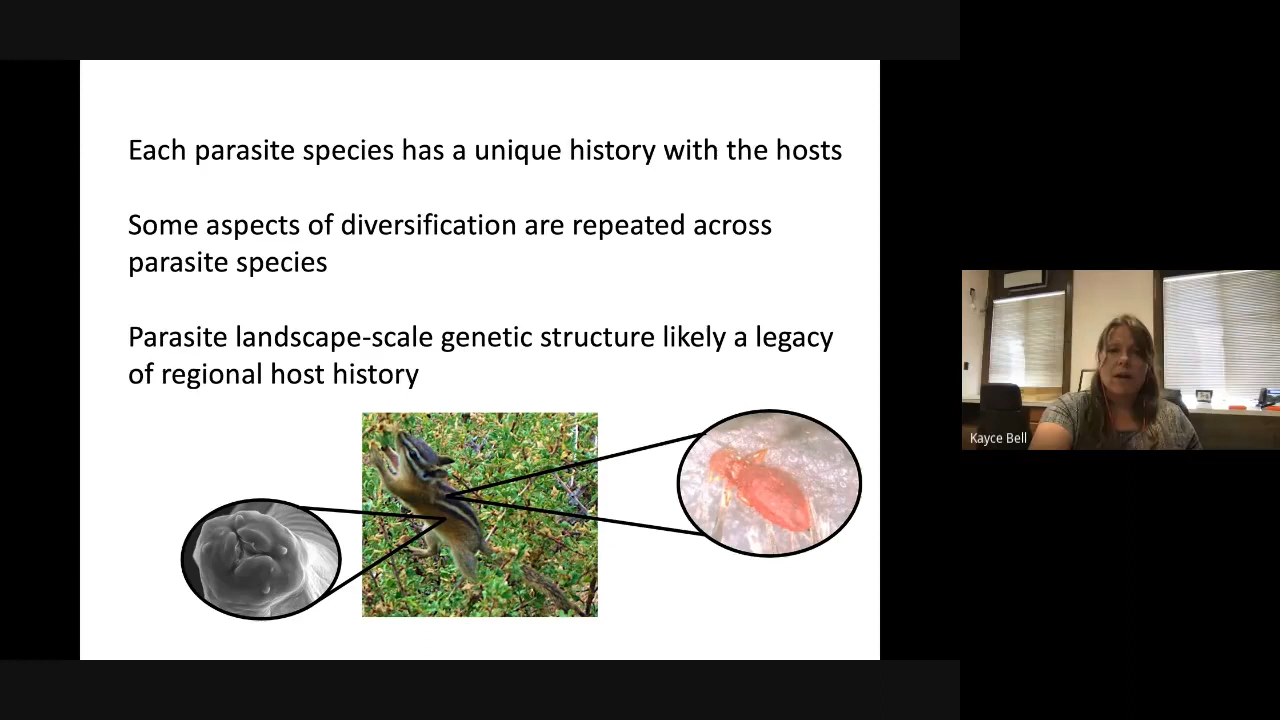 Each parasite species has a unique history with the hosts
Some aspects of diversification are repeated across
parasite species
Parasite landscape-scale genetic structure likely a legacy
of regional host history
Kayce Bell